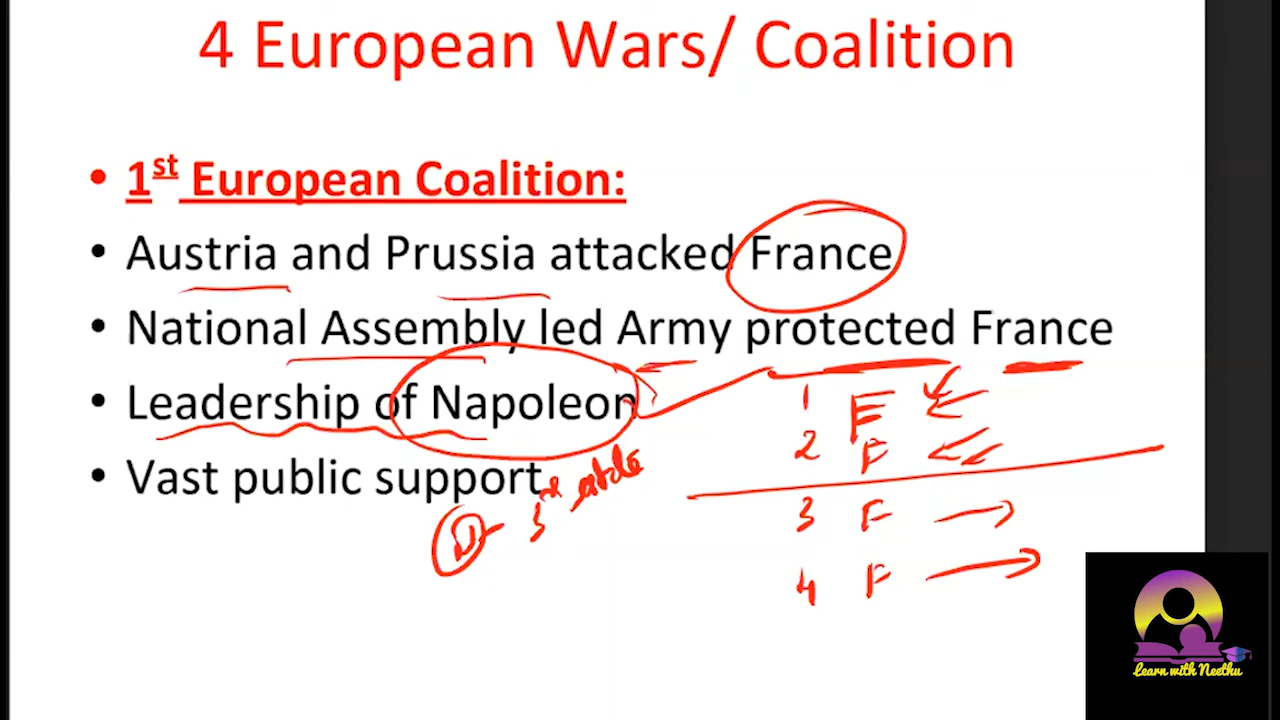 4 European Wars/ Coalition
• 1st European Coalition:
• Austria and Prussia attacked France
• National Assembly led Army protected France
• Leadership of Napoleon
• Vast public support
1 F
2 F
3 F
4 F
Learn with Neethu